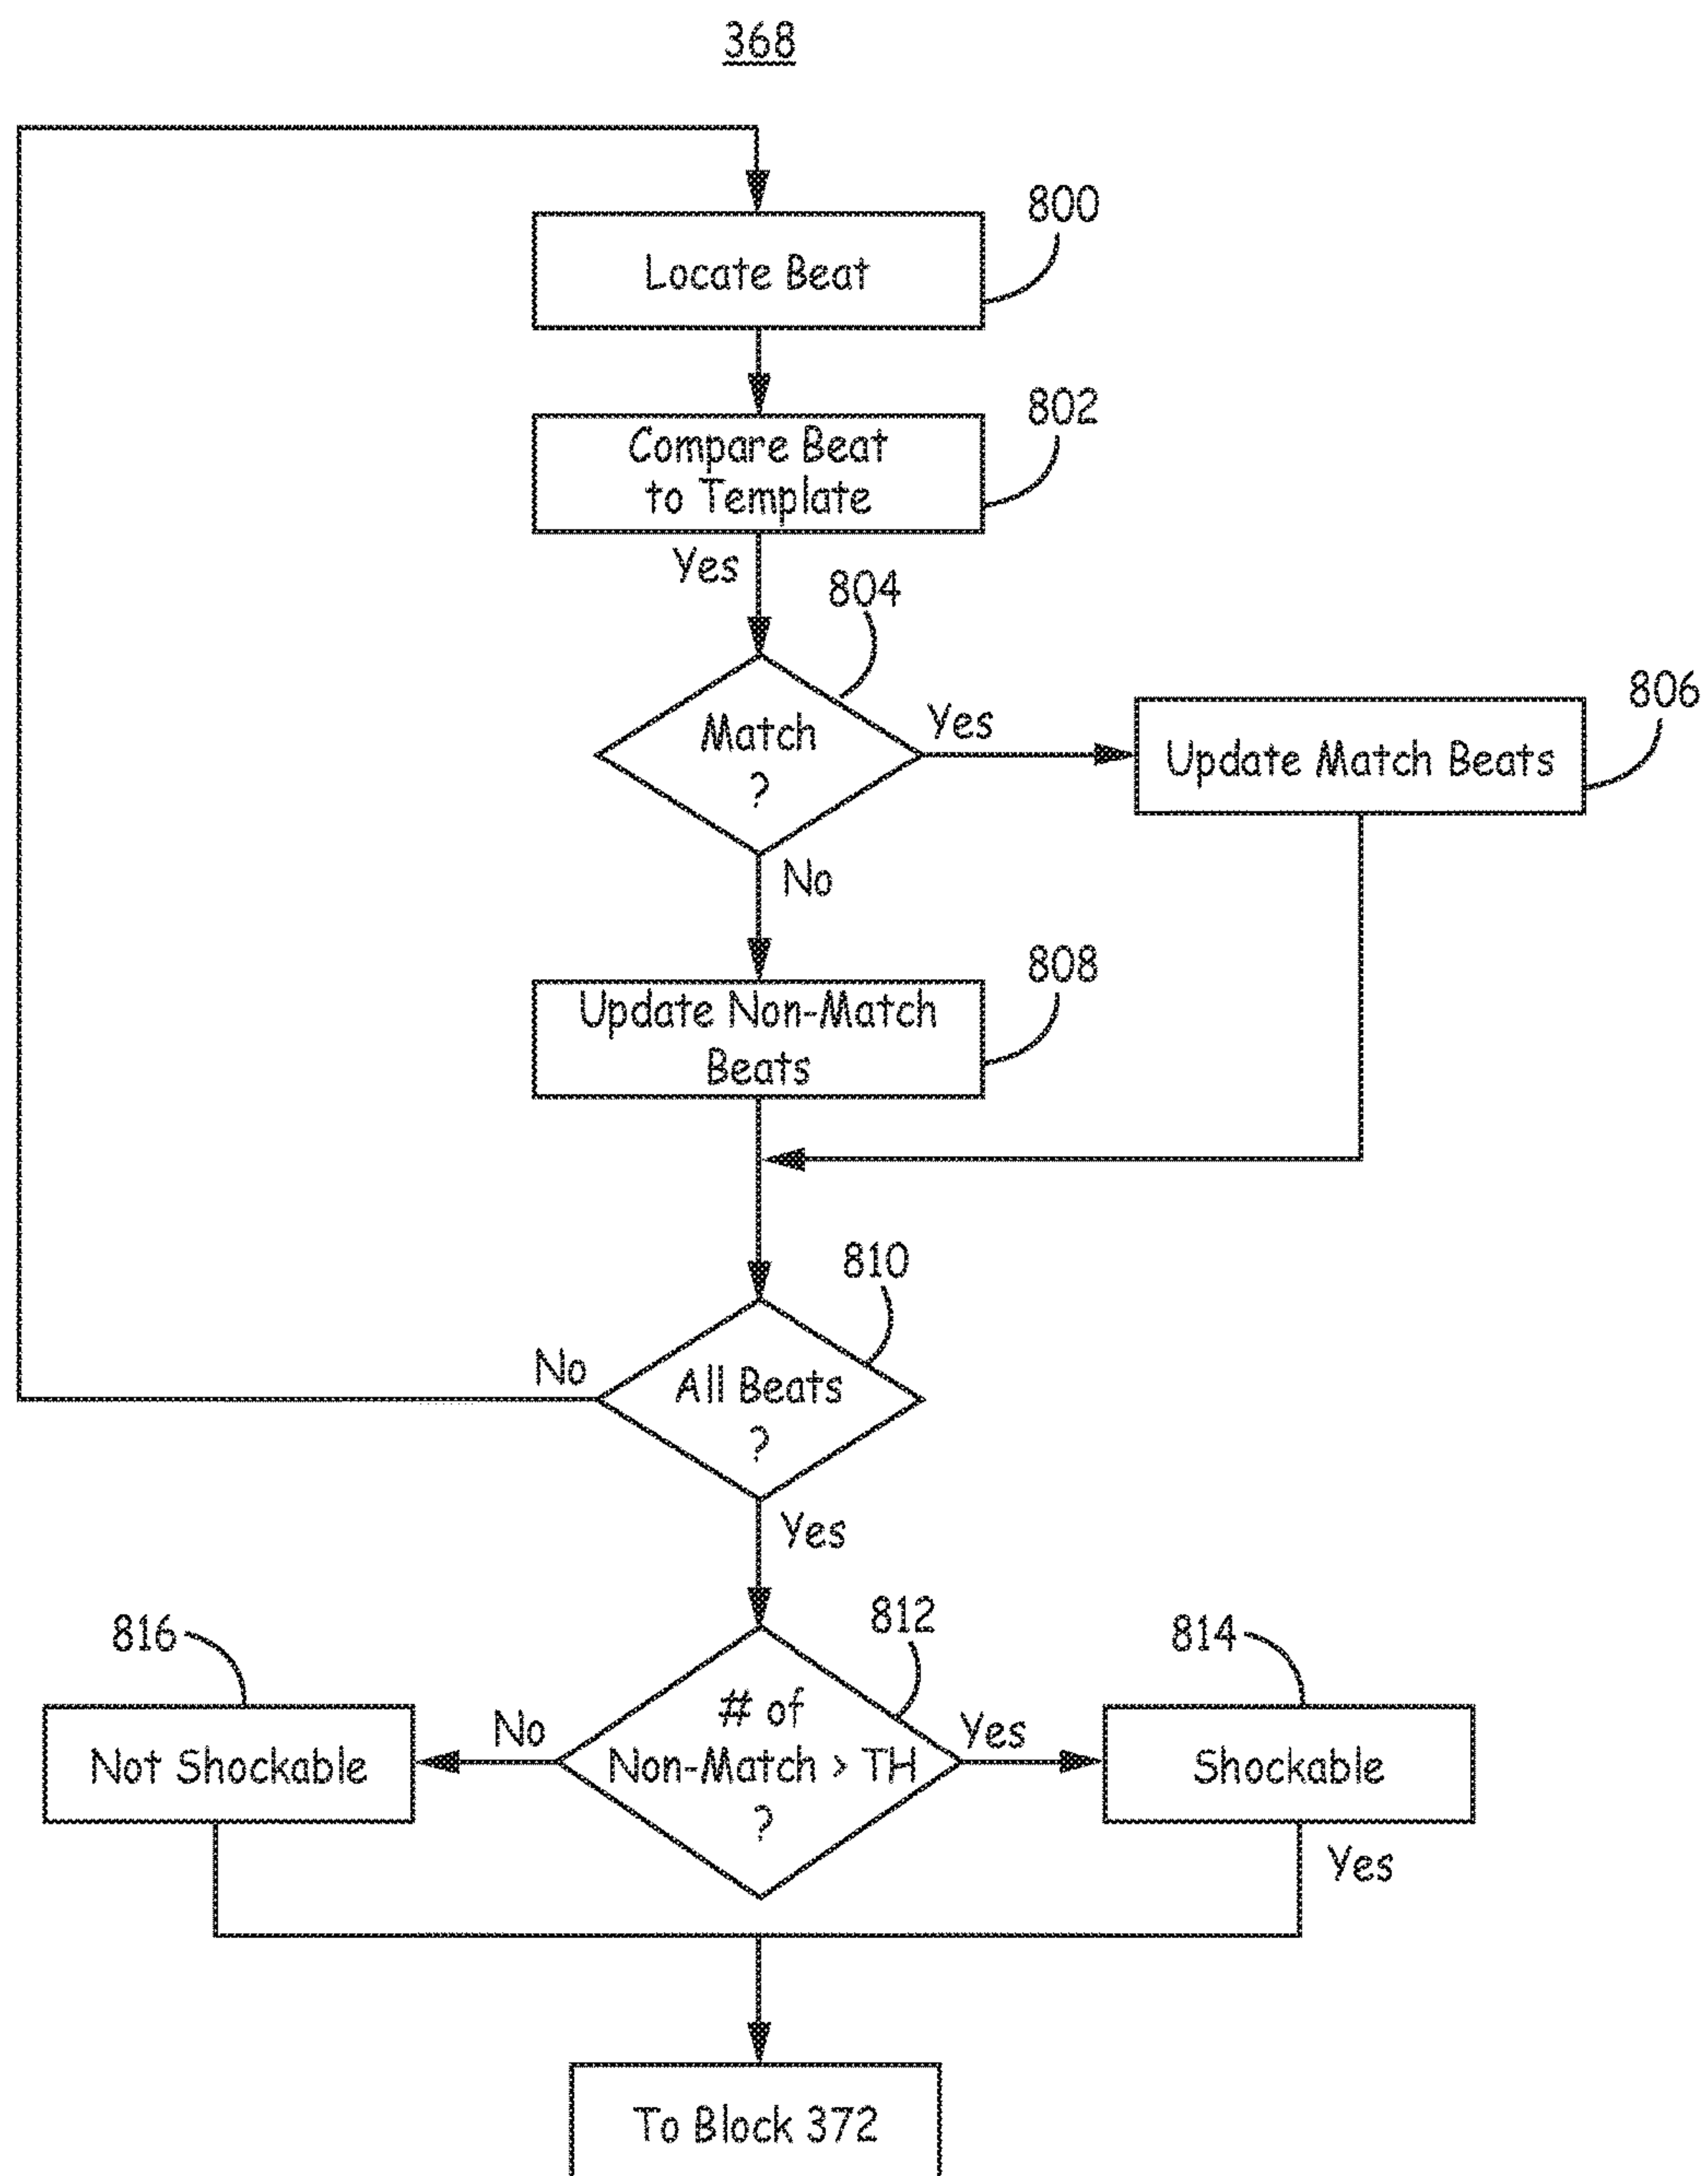 368
800
Locate Beat
802
Compare Beat
to Template
Yes
804
Match
?
Yes
806
Update Match Beats
No
808
Update Non-Match
Beats
810
No
All Beats
?
Yes
816
812
814
Not Shockable
No
# of
Non-Match > TH
?
Yes
Shockable
Yes
To Block 372